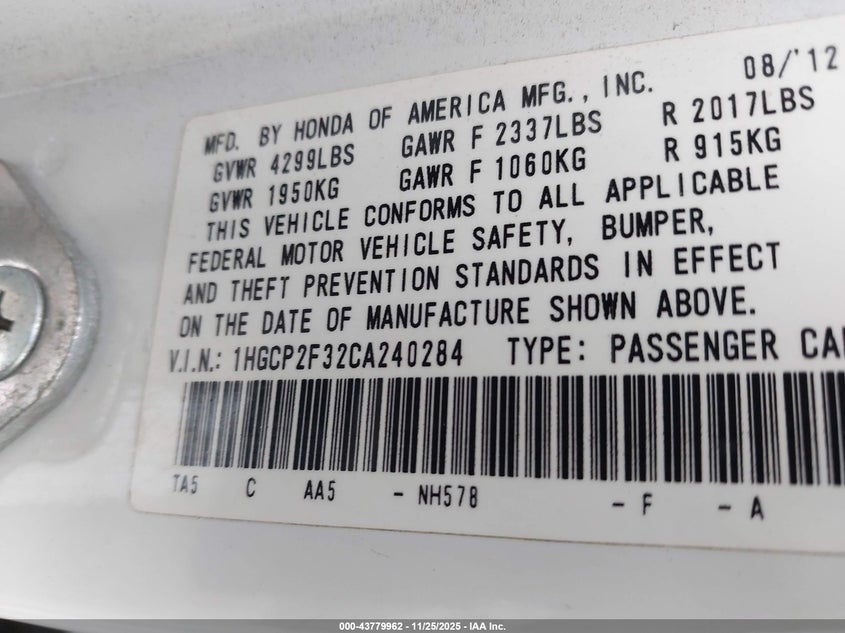 MFD. BY HONDA OF AMERICA MFG., INC. 08/'12
GVWR 4299LBS GAWR F 2337LBS R 2017LBS
GVWR 1950KG GAWR F 1060KG R 915KG
THIS VEHICLE CONFORMS TO ALL APPLICABLE
FEDERAL MOTOR VEHICLE SAFETY, BUMPER,
AND THEFT PREVENTION STANDARDS IN EFFECT
ON THE DATE OF MANUFACTURE SHOWN ABOVE.
V.I.N.: 1HGCP2F32CA240284 TYPE: PASSENGER CA
TA5 C AA5 - NH578 - F - A
000-43779962 - 11/25/2025 - IAA Inc.